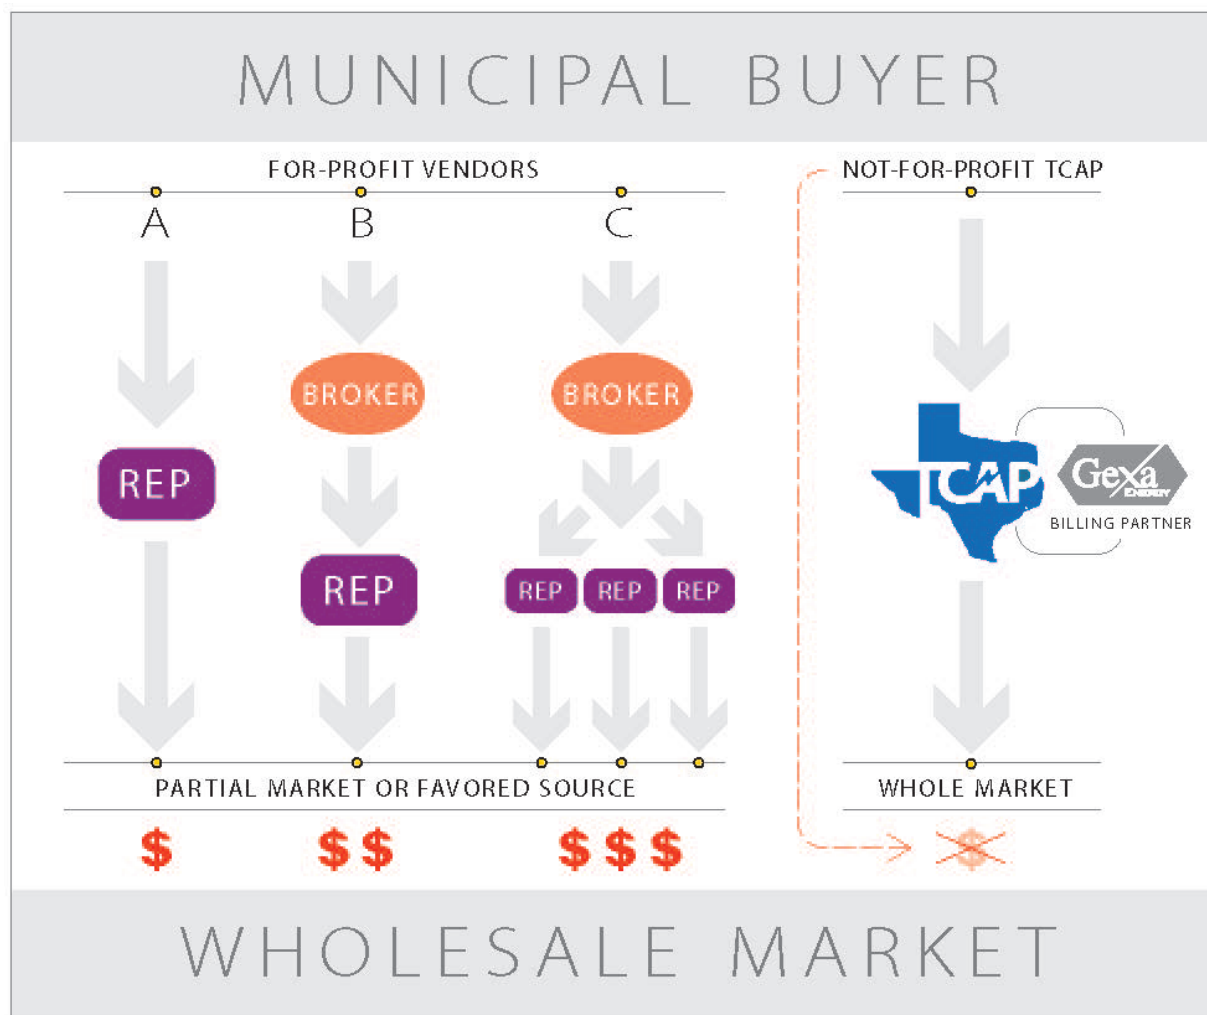 MUNICIPAL BUYER
FOR-PROFIT VENDORS
NOT-FOR-PROFIT TCAP
A B C
BROKER BROKER
REP
TCAP
Gexa
ENERGY
BILLING PARTNER
REP
REP REP REP
PARTIAL MARKET OR FAVORED SOURCE
WHOLE MARKET
$ $$ $$$ $
WHOLESALE MARKET